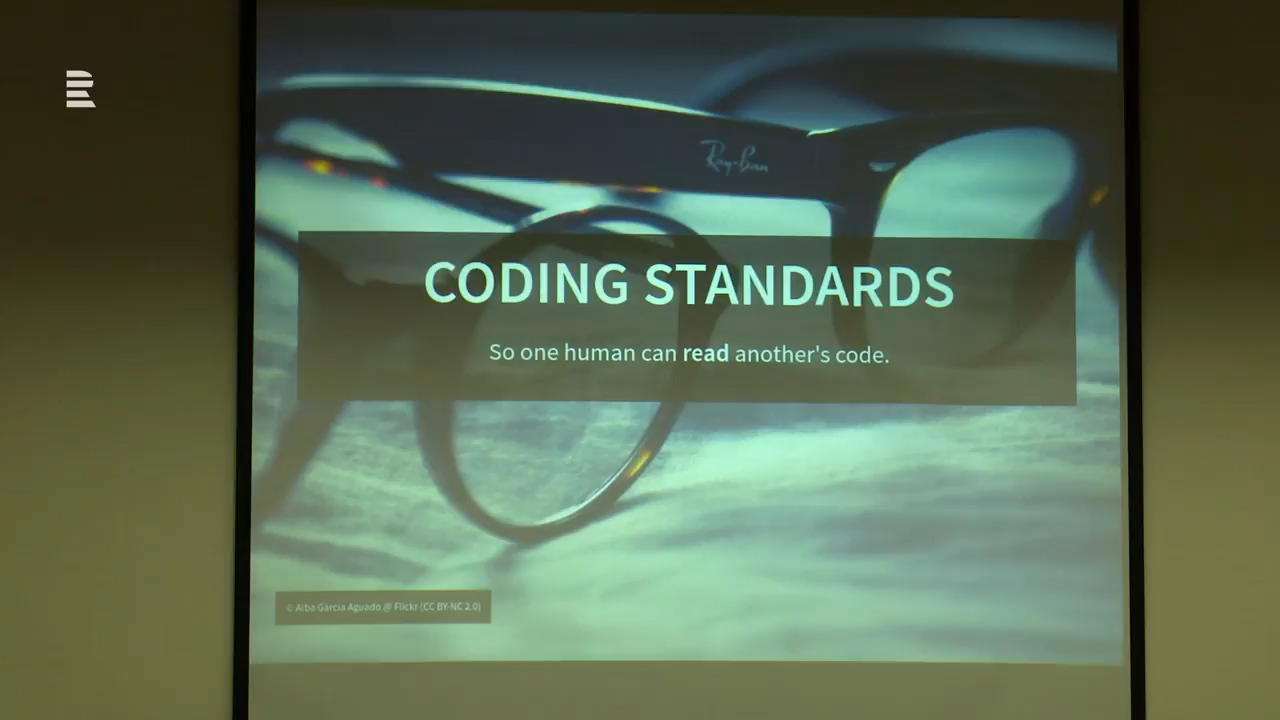 Ray-Ban
CODING STANDARDS
So one human can read another's code.
© Alba García Aguado @ Flickr (CC BY-NC 2.0)